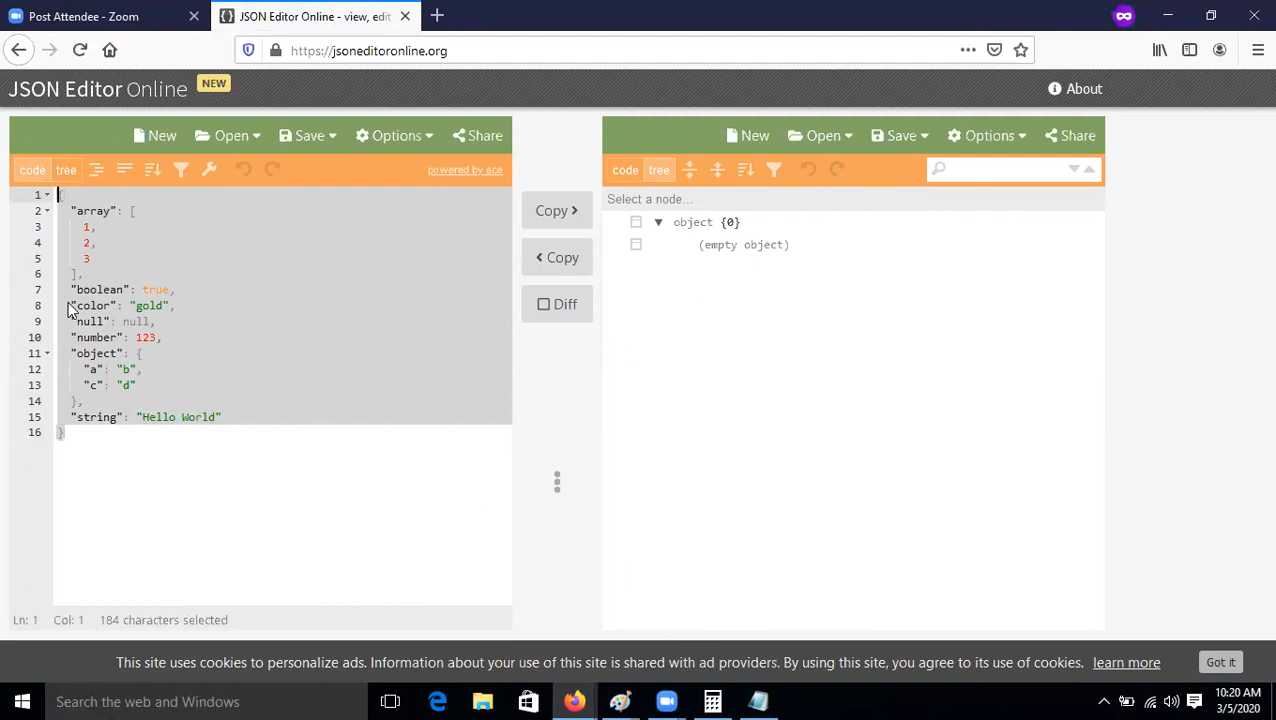 Post Attendee - Zoom
JSON Editor Online - view, edit
https://jsoneditoronline.org
JSON Editor Online NEW
About
New Open Save Options Share
New Open Save Options Share
code tree
powered by ace
code tree
Select a node...
object {0}
(empty object)
Copy
Copy
Diff
1 {
2 "array": [
3 1,
4 2,
5 3
6 ],
7 "boolean": true,
8 "color": "gold",
9 "null": null,
10 "number": 123,
11 "object": {
12 "a": "b",
13 "c": "d"
14 },
15 "string": "Hello World"
16 }
Ln: 1 Col: 1 184 characters selected
This site uses cookies to personalize ads. Information about your use of this site is shared with ad providers. By using this site, you agree to its use of cookies. learn more Got it
Search the web and Windows
10:20 AM
3/5/2020